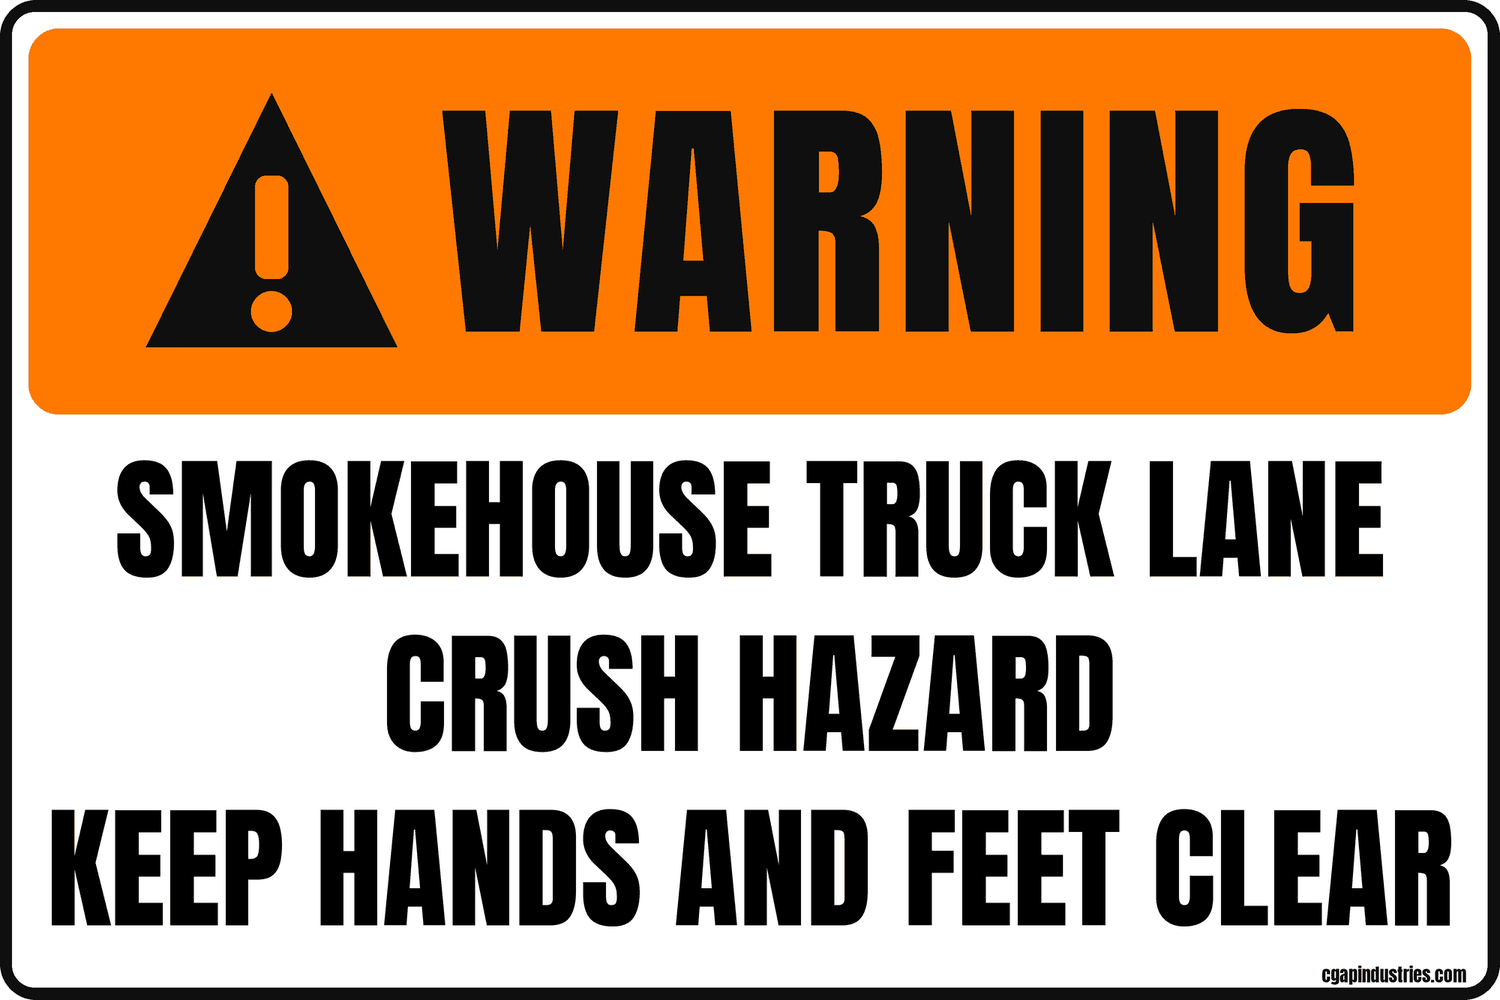 WARNING
SMOKEHOUSE TRUCK LANE
CRUSH HAZARD
KEEP HANDS AND FEET CLEAR
cgapindustries.com